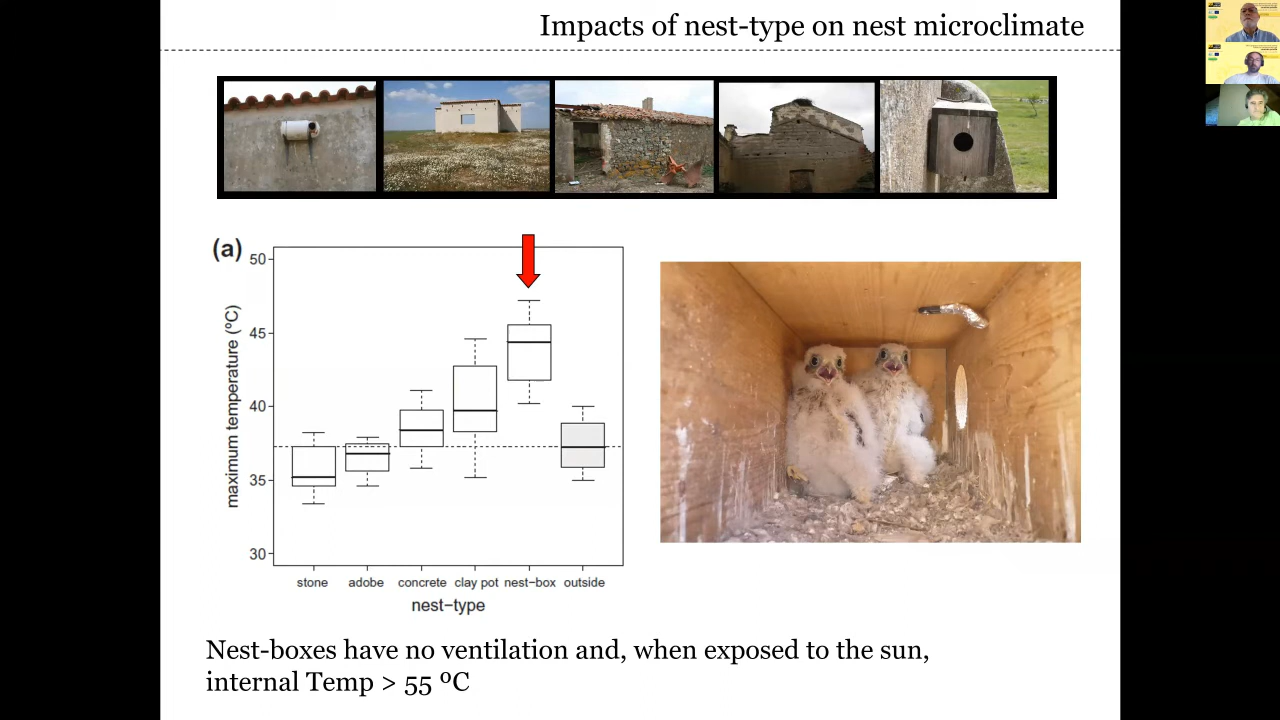 Impacts of nest-type on nest microclimate
(a)
50
45
40
35
30
maximum temperature (ºC)
stone adobe concrete clay pot nest-box outside
nest-type
Nest-boxes have no ventilation and, when exposed to the sun,
internal Temp > 55 ºC